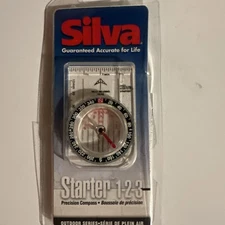 Silva
Guaranteed Accurate for Life
Starter 1-2-3
Precision Compass • Boussole de précision
OUTDOOR SERIES • SÉRIE DE PLEIN AIR